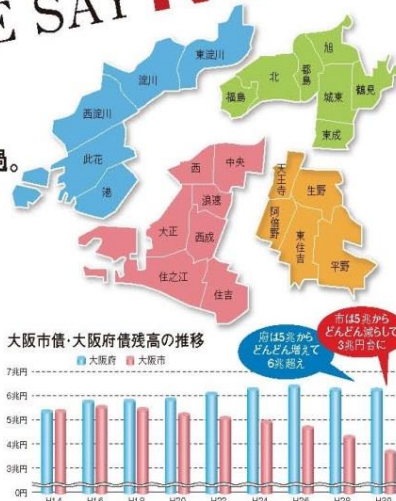 E SAY
東淀川
淀川
西淀川
此花
港
旭
都島
北
福島
城東
鶴見
東成
西
中央
浪速
大正
西成
住之江
住吉
天王寺
生野
阿倍野
東住吉
平野
大阪市債・大阪府債残高の推移
大阪府 大阪市
府は5兆から
どんどん増えて
6兆超え
市は5兆から
どんどん減らして
3兆円台に
7兆円
6兆円
5兆円
4兆円
3兆円
0円
H14 H16 H18 H20 H22 H24 H26 H28 H30